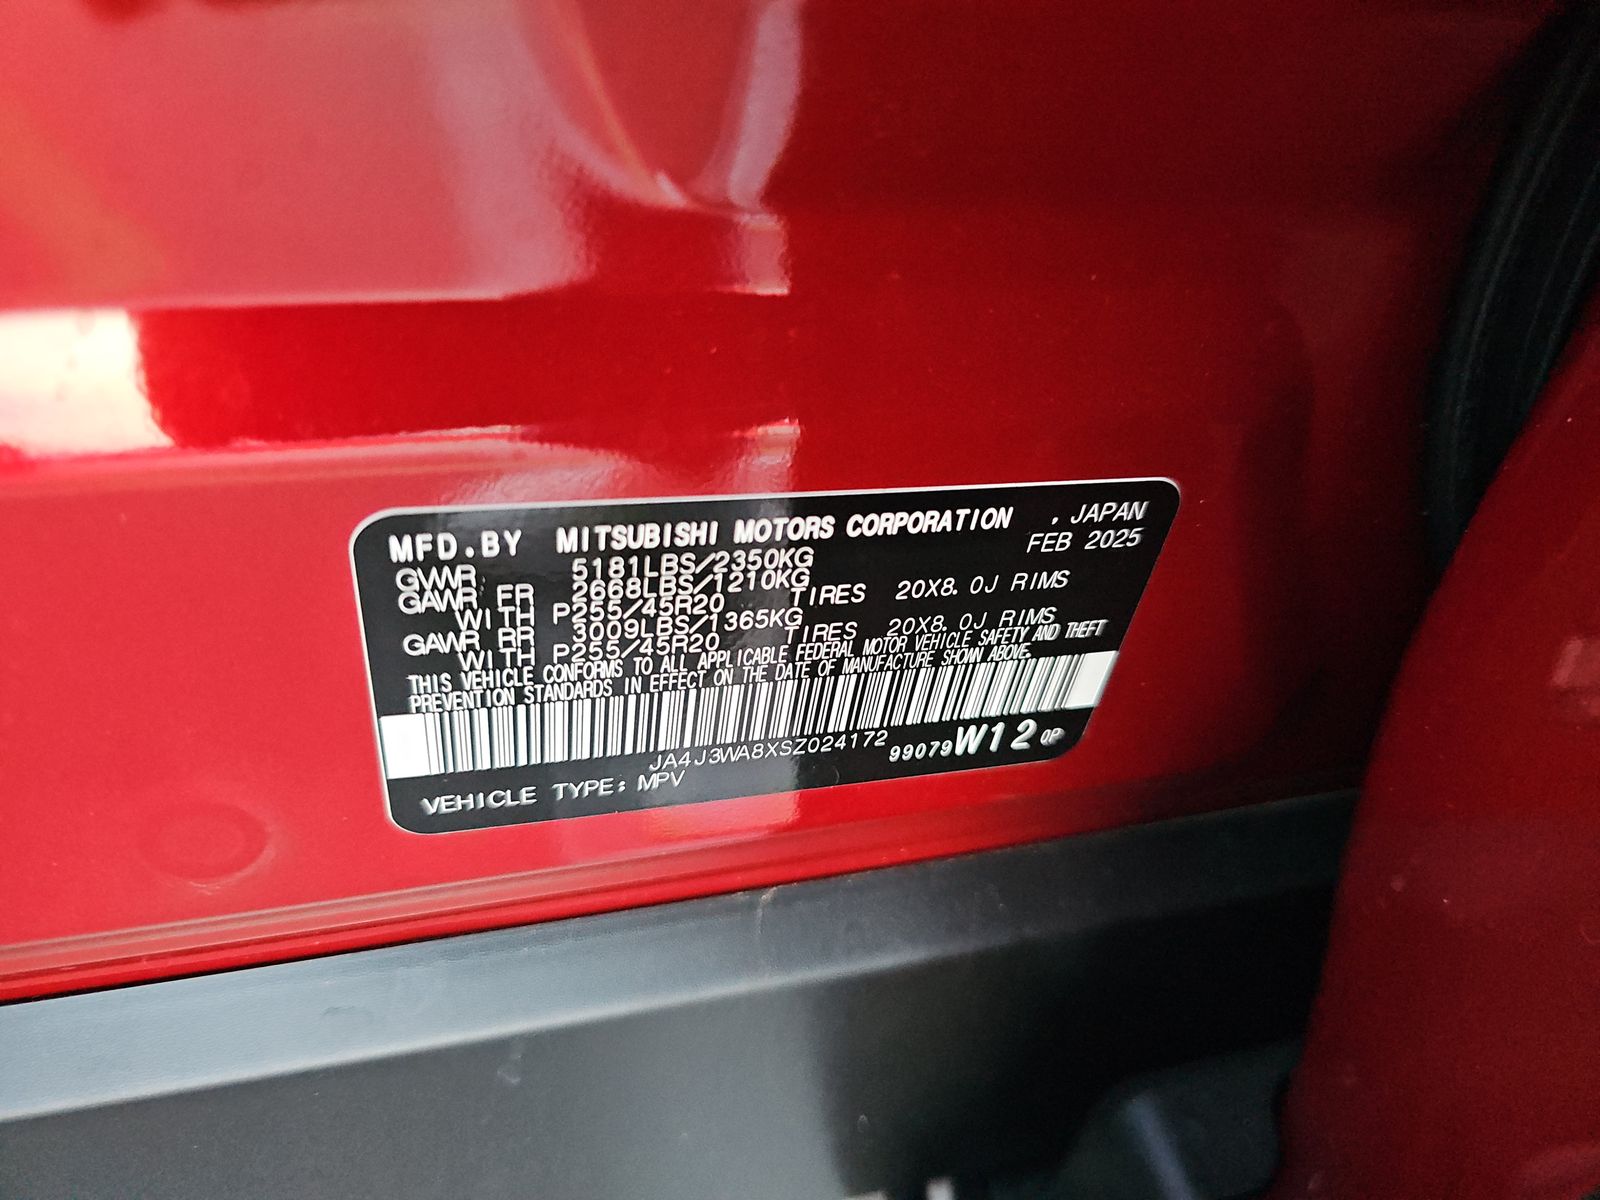 MFD.BY MITSUBISHI MOTORS CORPORATION , JAPAN
FEB 2025
GVWR 5181LBS/2350KG
GAWR FR 2668LBS/1210KG
WITH P255/45R20 TIRES 20X8.0J RIMS
GAWR RR 3009LBS/1365KG
WITH P255/45R20 TIRES 20X8.0J RIMS
THIS VEHICLE CONFORMS TO ALL APPLICABLE FEDERAL MOTOR VEHICLE SAFETY AND THEFT
PREVENTION STANDARDS IN EFFECT ON THE DATE OF MANUFACTURE SHOWN ABOVE.
JA4J3WA8XSZ024172 99079W12 0P
VEHICLE TYPE: MPV